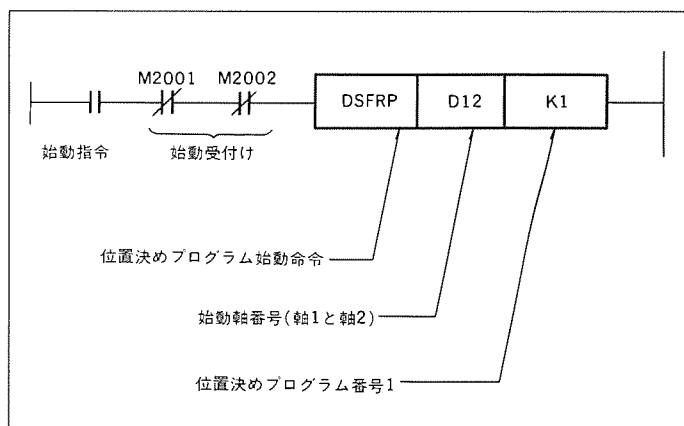 M2001 M2002
DSFRP D12 K1
始動指令 始動受付け
位置決めプログラム始動命令
始動軸番号(軸1と軸2)
位置決めプログラム番号1